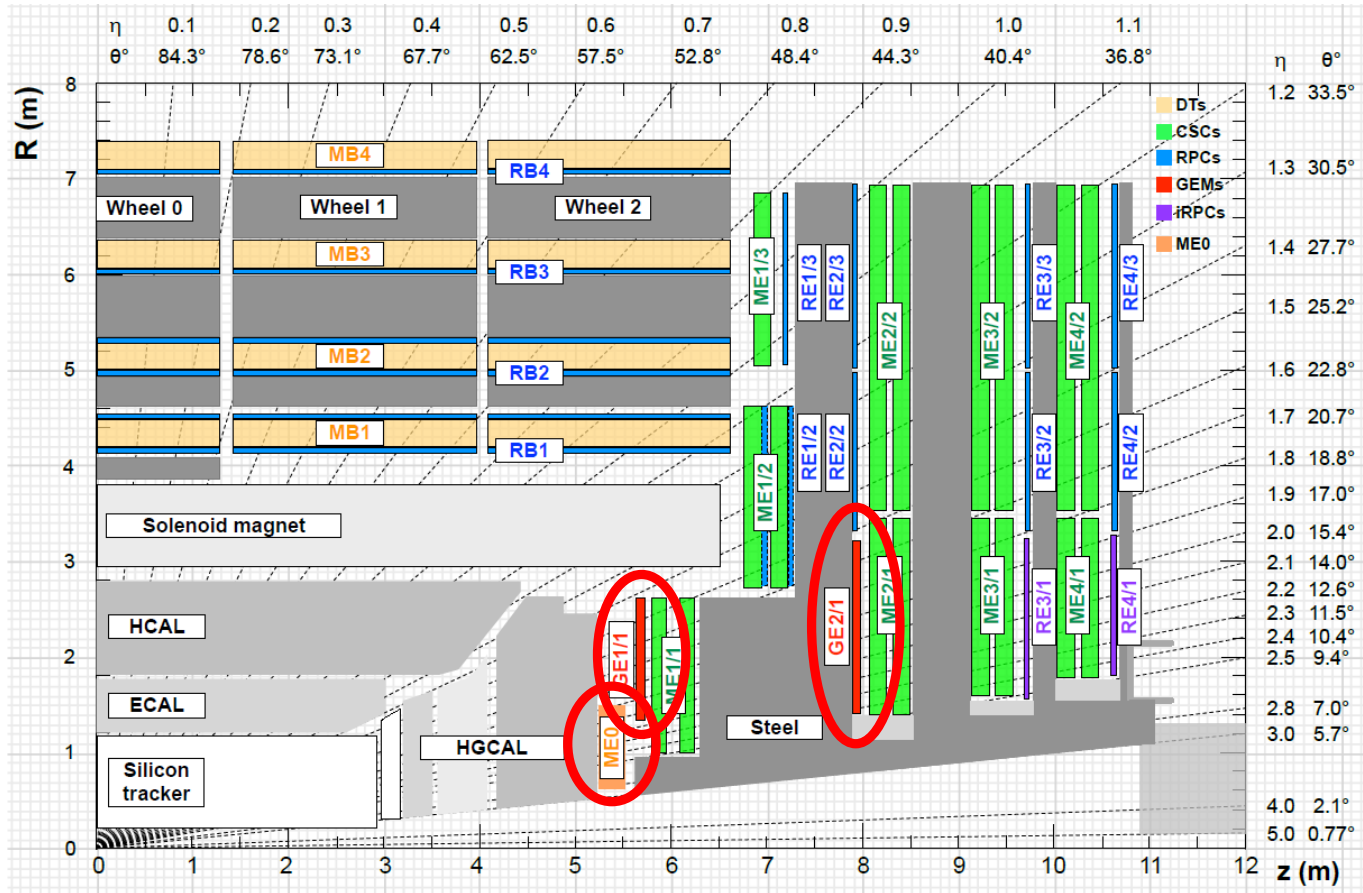 η 0.1 0.2 0.3 0.4 0.5 0.6 0.7 0.8 0.9 1.0 1.1
θ° 84.3° 78.6° 73.1° 67.7° 62.5° 57.5° 52.8° 48.4° 44.3° 40.4° 36.8°
η θ°
R (m)
8
7
6
5
4
3
2
1
0
1.2 33.5°
1.3 30.5°
1.4 27.7°
1.5 25.2°
1.6 22.8°
1.7 20.7°
1.8 18.8°
1.9 17.0°
2.0 15.4°
2.1 14.0°
2.2 12.6°
2.3 11.5°
2.4 10.4°
2.5 9.4°
2.8 7.0°
3.0 5.7°
4.0 2.1°
5.0 0.77°
DTs
CSCs
RPCs
GEMs
iRPCs
ME0
MB4
RB4
Wheel 0
Wheel 1
Wheel 2
MB3
RB3
MB2
RB2
MB1
RB1
Solenoid magnet
HCAL
ECAL
Silicon
tracker
HGCAL
Steel
ME0
GE1/1
ME1/1
ME1/2
ME1/3
RE1/3
RE2/3
RE1/2
RE2/2
GE2/1
ME2/2
ME2/1
ME3/2
ME3/1
RE3/3
RE3/2
RE3/1
ME4/2
ME4/1
RE4/3
RE4/2
RE4/1
0 1 2 3 4 5 6 7 8 9 10 11 12
z (m)